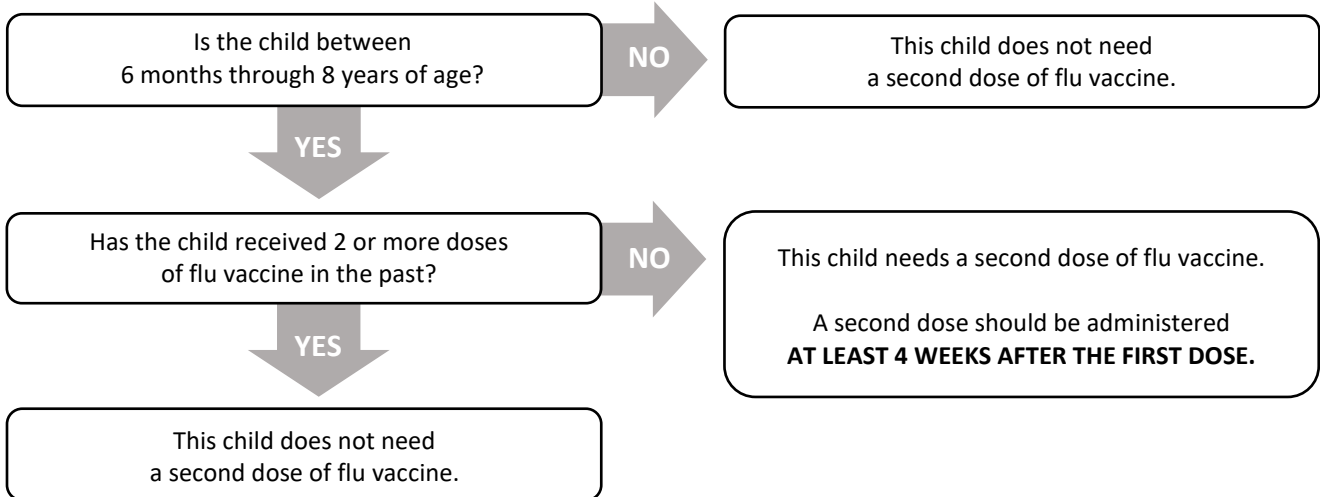 Is the child between
6 months through 8 years of age?
NO
This child does not need
a second dose of flu vaccine.
YES
Has the child received 2 or more doses
of flu vaccine in the past?
NO
This child needs a second dose of flu vaccine.
A second dose should be administered
AT LEAST 4 WEEKS AFTER THE FIRST DOSE.
YES
This child does not need
a second dose of flu vaccine.